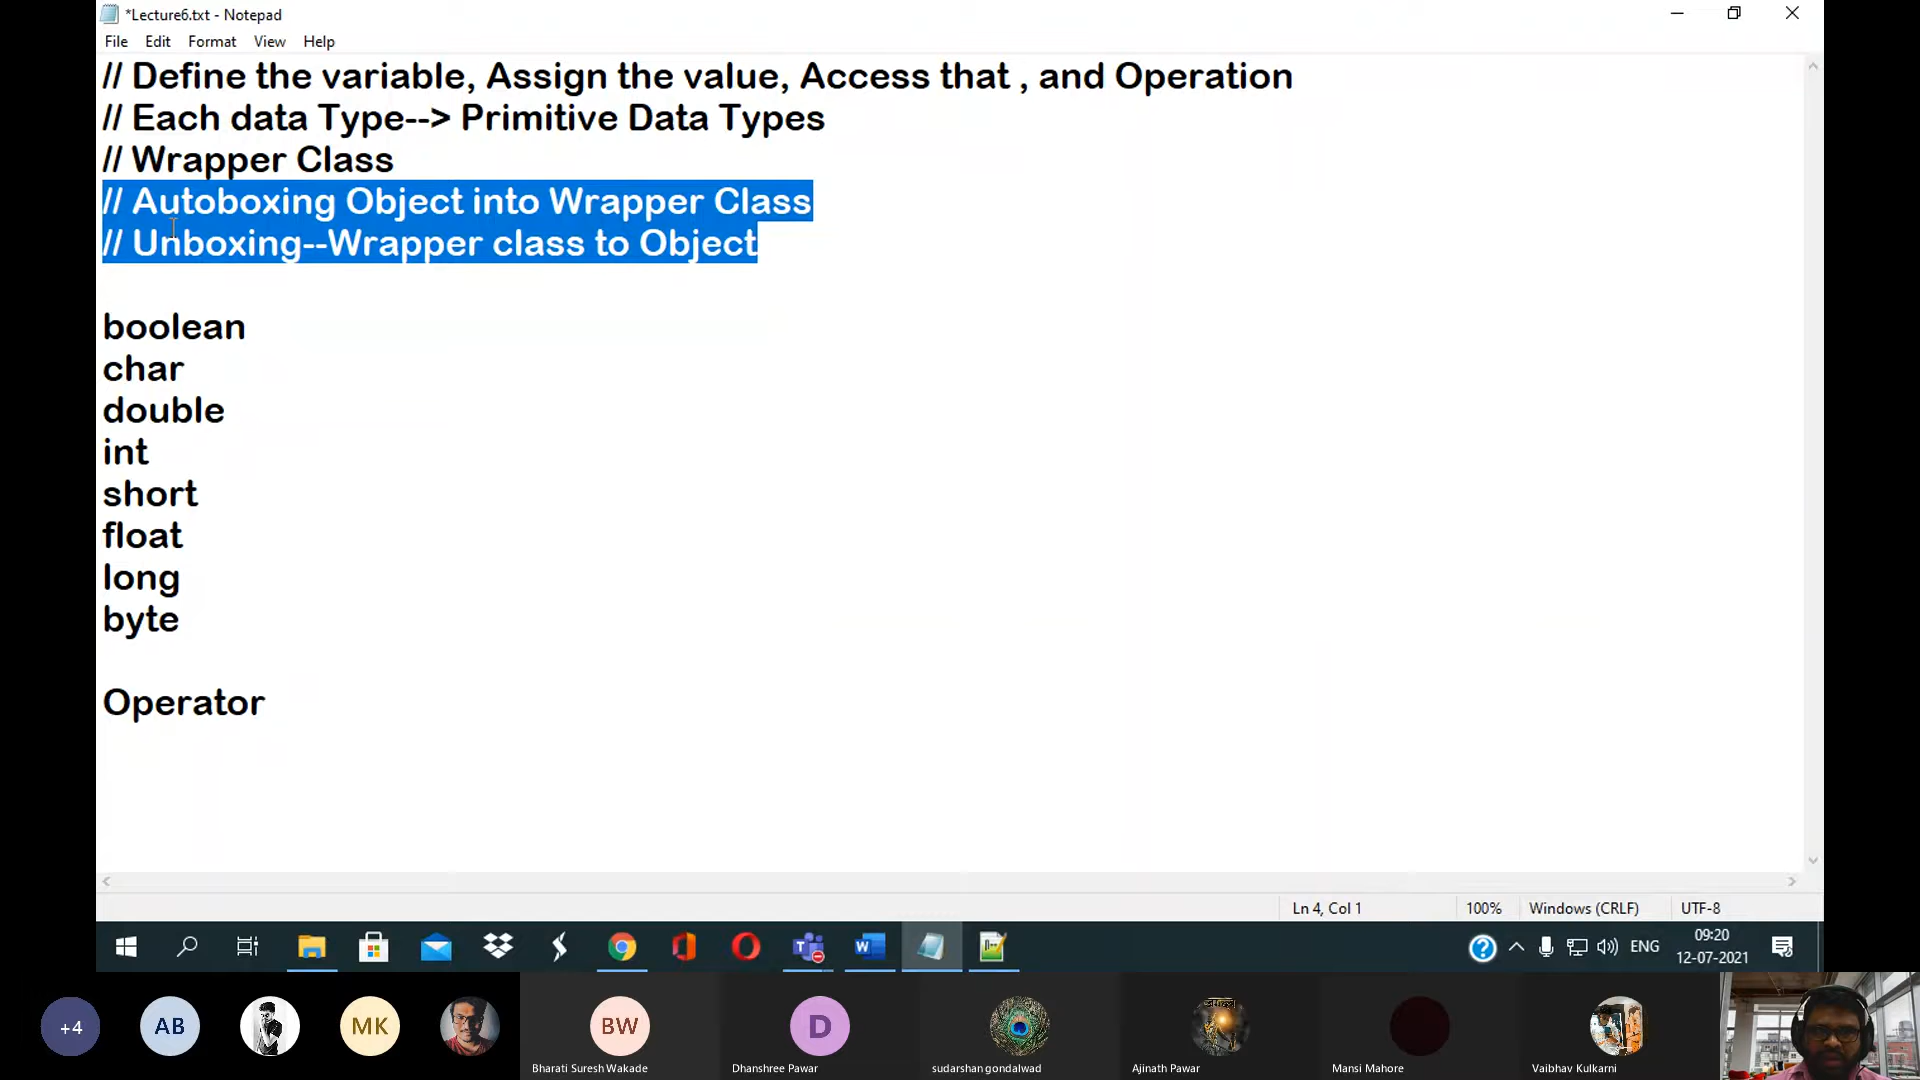 *Lecture6.txt - Notepad
File Edit Format View Help
// Define the variable, Assign the value, Access that , and Operation
// Each data Type--> Primitive Data Types
// Wrapper Class
// Autoboxing Object into Wrapper Class
// Unboxing--Wrapper class to Object
boolean
char
double
int
short
float
long
byte
Operator
Ln 4, Col 1 100% Windows (CRLF) UTF-8
ENG 09:20
12-07-2021
+4 AB MK BW D
Bharati Suresh Wakade Dhanshree Pawar sudarshan gondalwad Ajinath Pawar Mansi Mahore Vaibhav Kulkarni